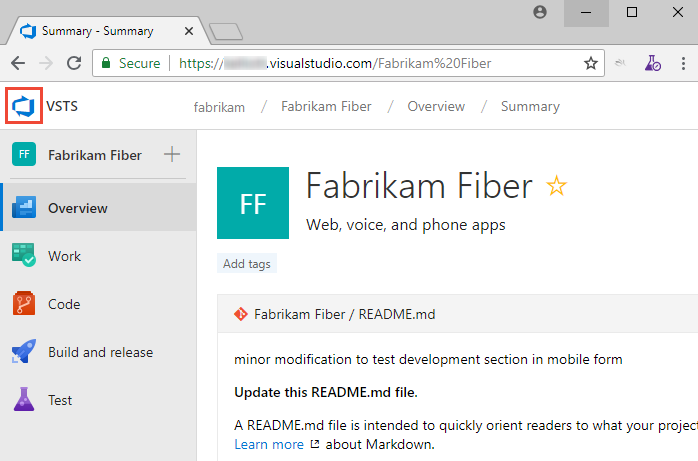 Summary - Summary
Secure https://.visualstudio.com/Fabrikam%20Fiber
VSTS fabrikam / Fabrikam Fiber / Overview / Summary
FF Fabrikam Fiber
Overview
Work
Code
Build and release
Test
FF
Fabrikam Fiber
Web, voice, and phone apps
Add tags
Fabrikam Fiber / README.md
minor modification to test development section in mobile form
Update this README.md file.
A README.md file is intended to quickly orient readers to what your project
Learn more about Markdown.